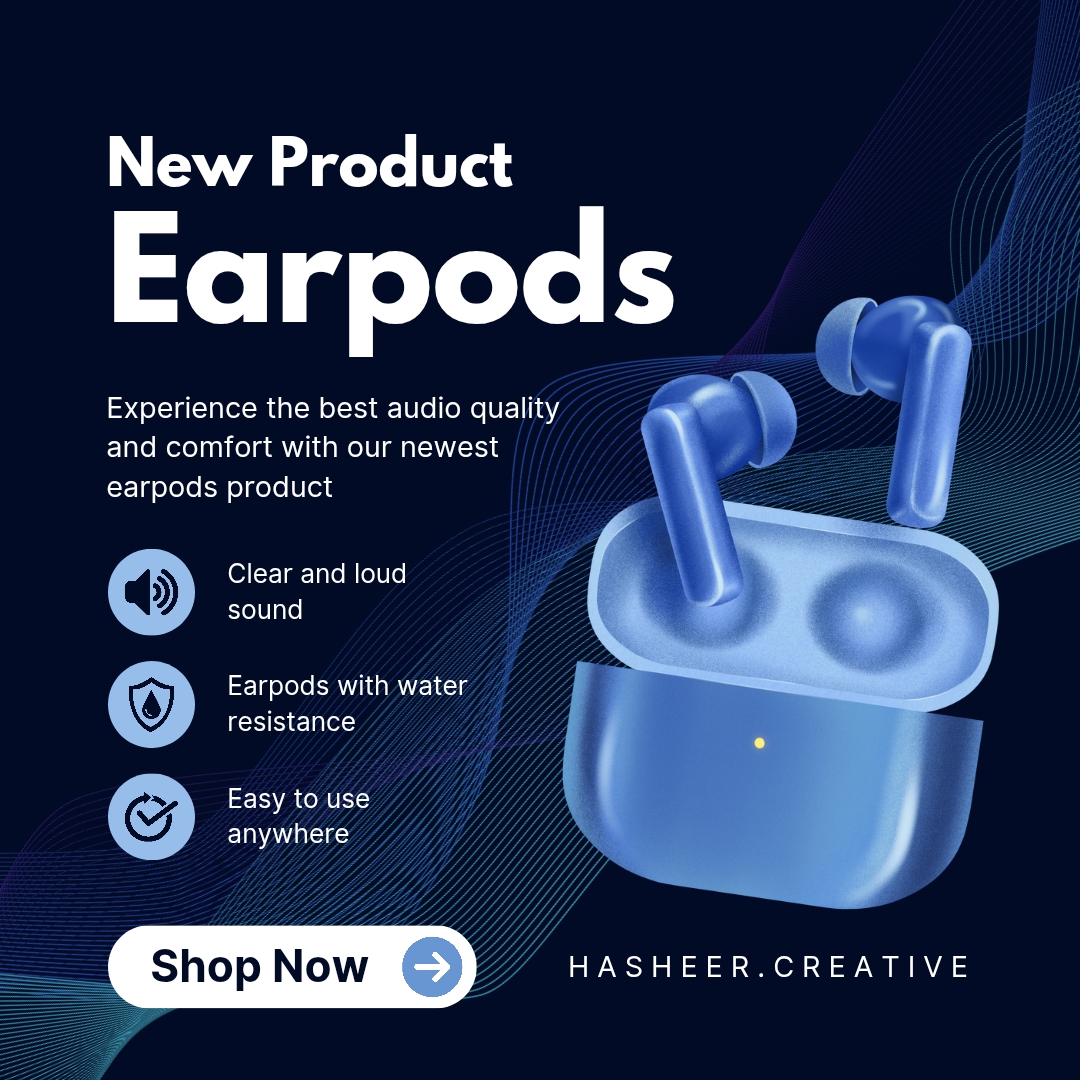 New Product
Earpods
Experience the best audio quality
and comfort with our newest
earpods product
Clear and loud
sound
Earpods with water
resistance
Easy to use
anywhere
Shop Now
HASHEER.CREATIVE